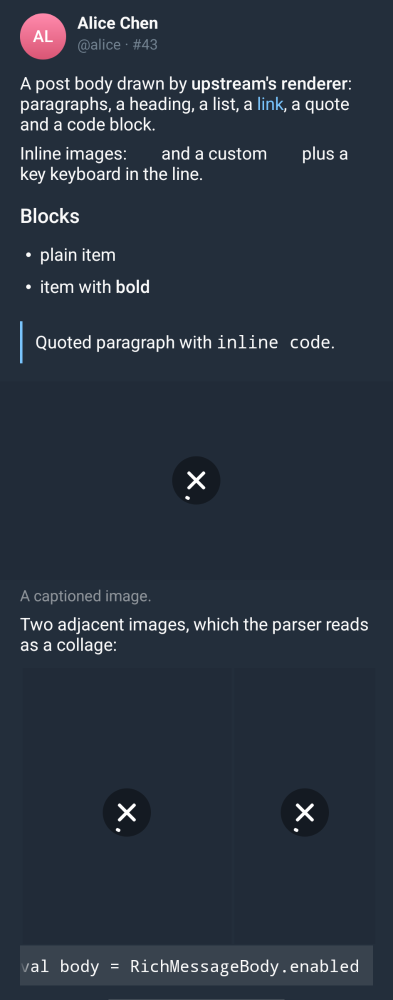 AL
Alice Chen
@alice · #43
A post body drawn by upstream's renderer:
paragraphs, a heading, a list, a link, a quote
and a code block.
Inline images: and a custom plus a
key keyboard in the line.
Blocks
• plain item
• item with bold
Quoted paragraph with inline code.
A captioned image.
Two adjacent images, which the parser reads
as a collage:
val body = RichMessageBody.enabled